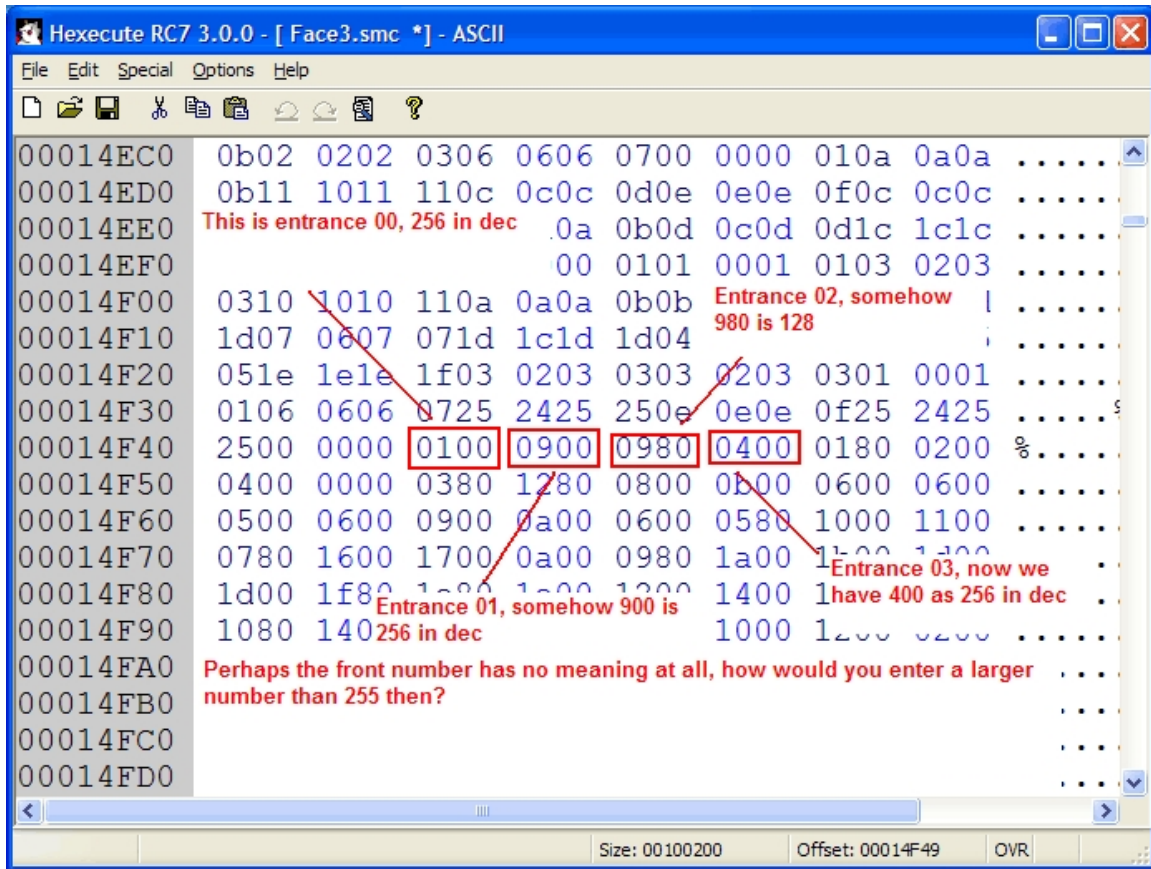 Hexecute RC7 3.0.0 - [ Face3.smc *] - ASCII
File Edit Special Options Help
00014EC0 0b02 0202 0306 0606 0700 0000 010a 0a0a ......
00014ED0 0b11 1011 110c 0c0c 0d0e 0e0e 0f0c 0c0c ......
This is entrance 00, 256 in dec
00014EE0 .0a 0b0d 0c0d 0d1c 1c1c ......
00014EF0 00 0101 0001 0103 0203 ......
00014F00 0310 1010 110a 0a0a 0b0b ......
Entrance 02, somehow
980 is 128
00014F10 1d07 0607 071d 1c1d 1d04 ......
00014F20 051e 1e1e 1f03 0203 0303 0203 0301 0001 ......
00014F30 0106 0606 0725 2425 250e 0e0e 0f25 2425 .....
00014F40 2500 0000 0100 0900 0980 0400 0180 0200 %.....
00014F50 0400 0000 0380 1280 0800 0b00 0600 0600 ......
00014F60 0500 0600 0900 0a00 0600 0580 1000 1100 ......
00014F70 0780 1600 1700 0a00 0980 1a00 .
Entrance 03, now we
have 400 as 256 in dec
00014F80 1d00 1f80 1400 .
Entrance 01, somehow 900 is
256 in dec
00014F90 1080 140 1000 ......
00014FA0 ....
Perhaps the front number has no meaning at all, how would you enter a larger
number than 255 then?
00014FB0 ....
00014FC0 ....
00014FD0 ....
Size: 00100200 Offset: 00014F49 OVR